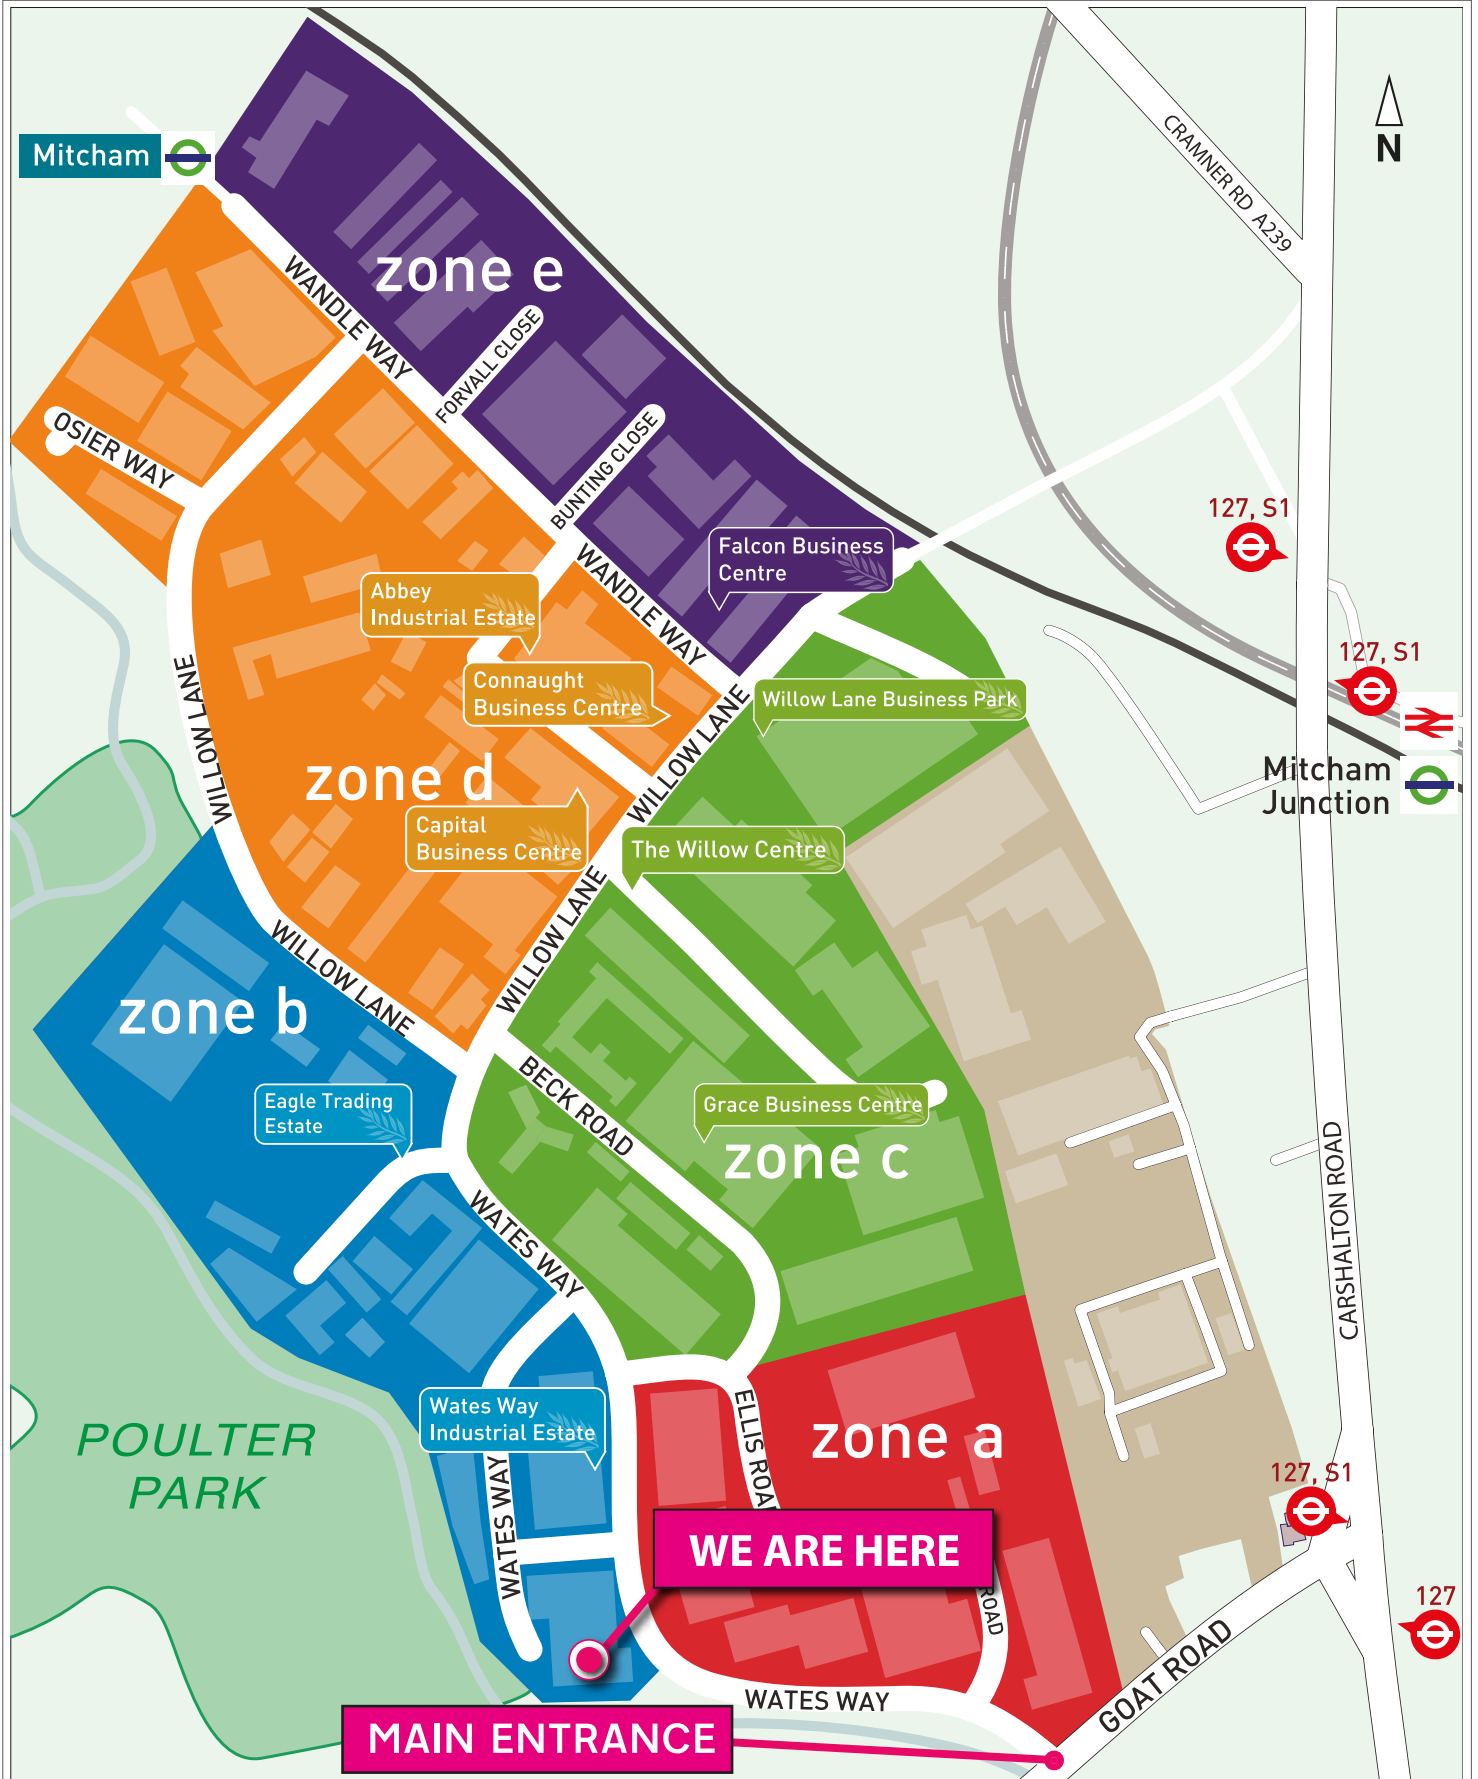 N
CRAMNER RD A239
Mitcham
zone e
WANDLE WAY
FORVALL CLOSE
OSIER WAY
BUNTING CLOSE
127, S1
Falcon Business
Centre
WANDLE WAY
Abbey
Industrial Estate
127, S1
WILLOW LANE
Connaught
Business Centre
Willow Lane Business Park
WILLOW LANE
zone d
Mitcham
Junction
Capital
Business Centre
The Willow Centre
WILLOW LANE
WILLOW LANE
zone b
BECK ROAD
Eagle Trading
Estate
Grace Business Centre
zone c
CARSHALTON ROAD
WATES WAY
Wates Way
Industrial Estate
ELLIS ROA
zone a
POULTER
PARK
127, S1
WATES WAY
WE ARE HERE
ROAD
127
GOAT ROAD
WATES WAY
MAIN ENTRANCE